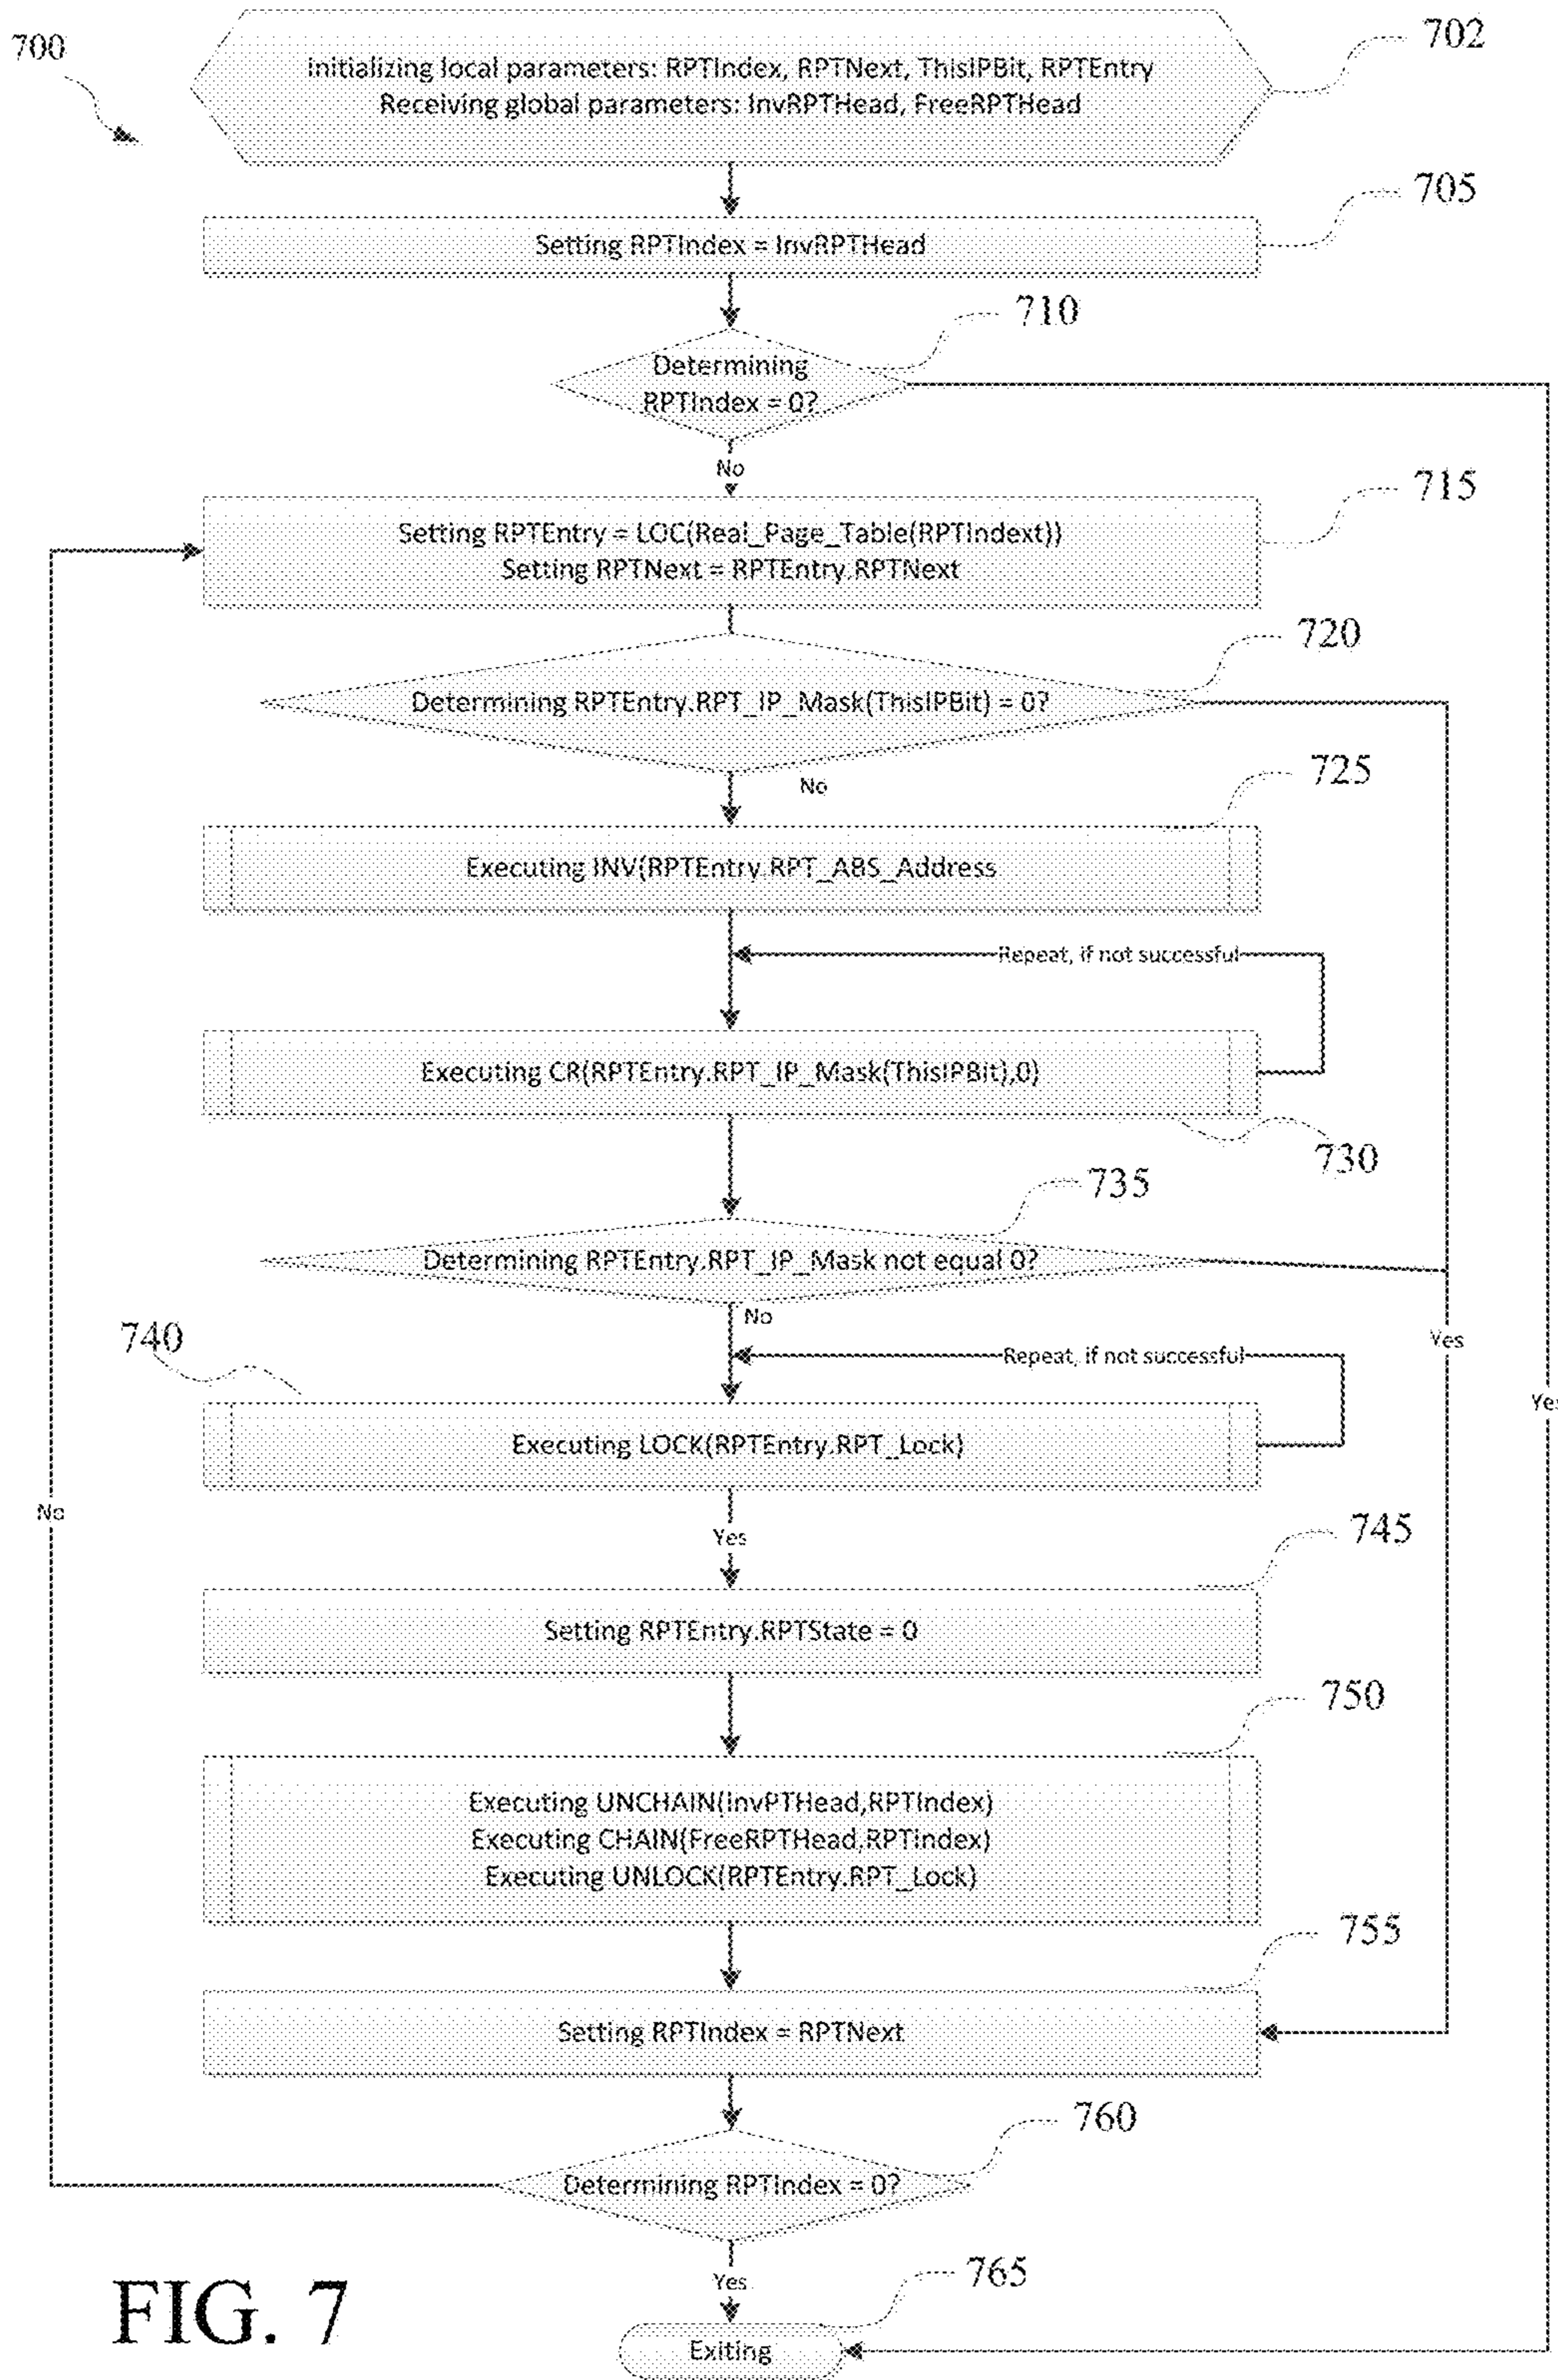 700
702
Initializing local parameters: RPTIndex, RPTNext, ThisIPBit, RPTEntry
Receiving global parameters: InvRPTHead, FreeRPTHead
705
Setting RPTIndex = InvRPTHead
710
Determining
RPTIndex = 0?
No
715
Setting RPTEntry = LOC(Real_Page_Table(RPTIndext))
Setting RPTNext = RPTEntry.RPTNext
720
Determining RPTEntry.RPT_IP_Mask(ThisIPBit) = 0?
No
725
Executing INV(RPTEntry.RPT_ABS_Address
Repeat, if not successful
Executing CR(RPTEntry.RPT_IP_Mask(ThisIPBit),0)
730
735
Determining RPTEntry.RPT_IP_Mask not equal 0?
No
740
Yes
Repeat, if not successful
Yes
Executing LOCK(RPTEntry.RPT_Lock)
No
Yes
745
Setting RPTEntry.RPTState = 0
750
Executing UNCHAIN(InvPTHead,RPTIndex)
Executing CHAIN(FreeRPTHead,RPTIndex)
Executing UNLOCK(RPTEntry.RPT_Lock)
755
Setting RPTIndex = RPTNext
760
Determining RPTIndex = 0?
Yes
765
Exiting
FIG. 7